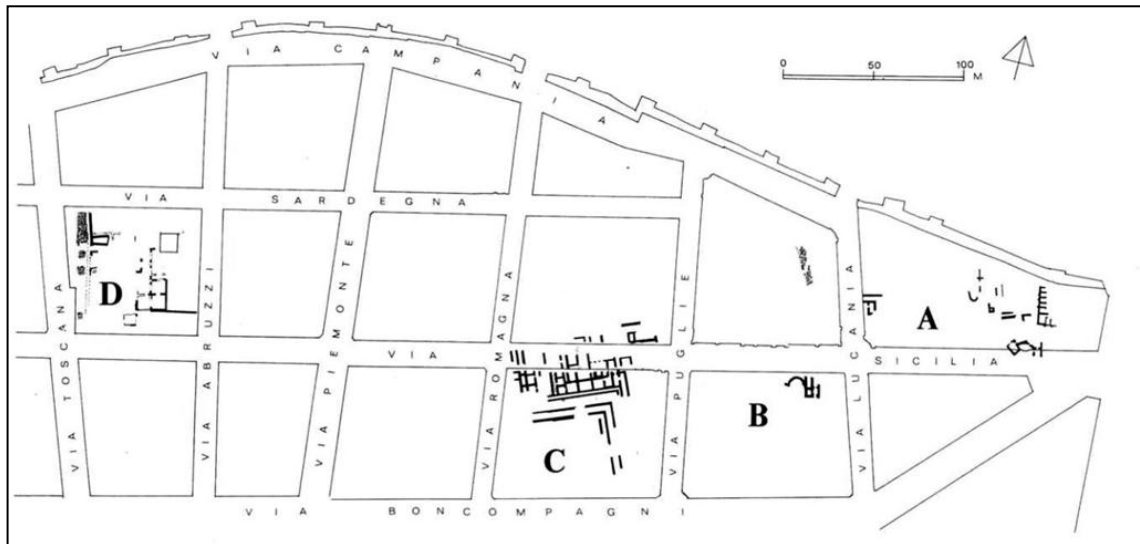 VIA CAMPANIA
0 50 100 M.
VIA SARDEGNA
VIA TOSCANA
D
VIA ABRUZZI
VIA PIEMONTE
VIA ROMAGNA
VIA PUGLIE
VIA LUCANIA
A
VIA SICILIA
B
C
VIA BONCOMPAGNI